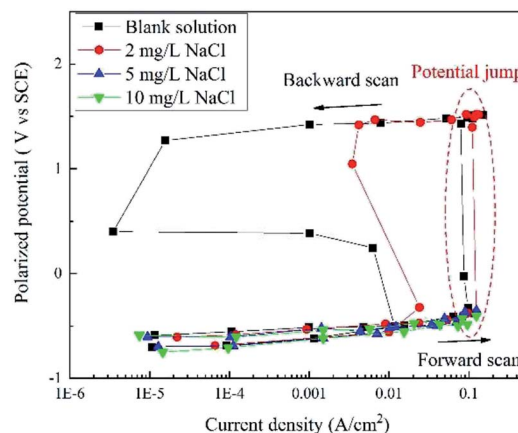 Blank solution
2 mg/L NaCl
5 mg/L NaCl
10 mg/L NaCl
Backward scan
Potential jump
Forward scan
Polarized potential ( V vs SCE)
2
1
0
-1
1E-6
1E-5
1E-4
0.001
0.01
0.1
Current density (A/cm²)